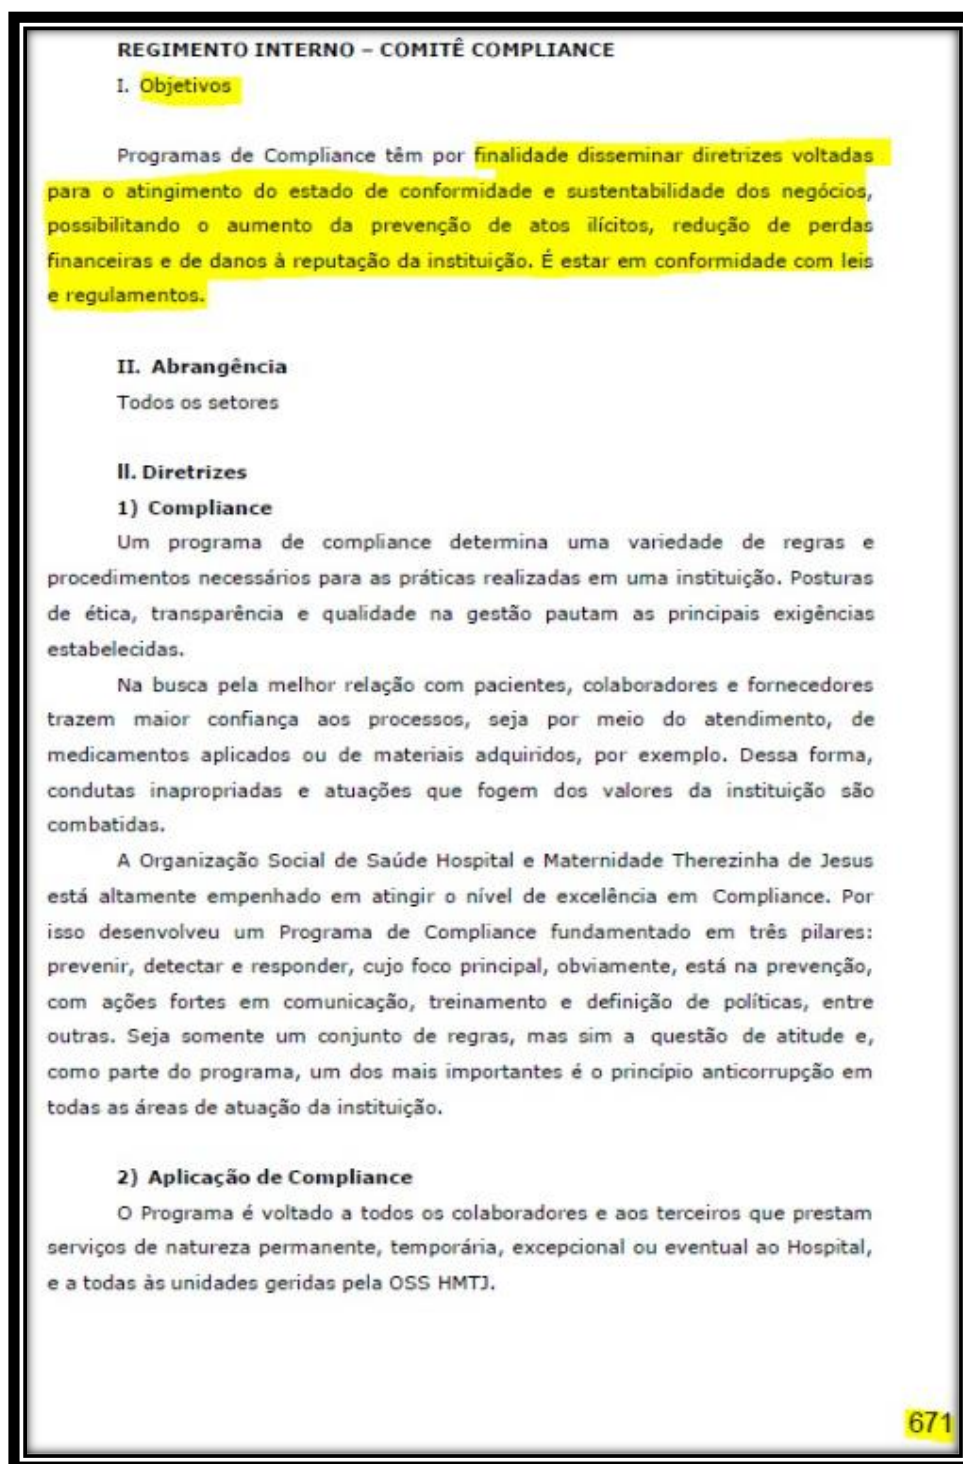 REGIMENTO INTERNO – COMITÊ COMPLIANCE
I. Objetivos
Programas de Compliance têm por finalidade disseminar diretrizes voltadas
para o atingimento do estado de conformidade e sustentabilidade dos negócios,
possibilitando o aumento da prevenção de atos ilícitos, redução de perdas
financeiras e de danos à reputação da instituição. É estar em conformidade com leis
e regulamentos.
II. Abrangência
Todos os setores
ll. Diretrizes
1) Compliance
Um programa de compliance determina uma variedade de regras e
procedimentos necessários para as práticas realizadas em uma instituição. Posturas
de ética, transparência e qualidade na gestão pautam as principais exigências
estabelecidas.
Na busca pela melhor relação com pacientes, colaboradores e fornecedores
trazem maior confiança aos processos, seja por meio do atendimento, de
medicamentos aplicados ou de materiais adquiridos, por exemplo. Dessa forma,
condutas inapropriadas e atuações que fogem dos valores da instituição são
combatidas.
A Organização Social de Saúde Hospital e Maternidade Therezinha de Jesus
está altamente empenhado em atingir o nível de excelência em Compliance. Por
isso desenvolveu um Programa de Compliance fundamentado em três pilares:
prevenir, detectar e responder, cujo foco principal, obviamente, está na prevenção,
com ações fortes em comunicação, treinamento e definição de políticas, entre
outras. Seja somente um conjunto de regras, mas sim a questão de atitude e,
como parte do programa, um dos mais importantes é o princípio anticorrupção em
todas as áreas de atuação da instituição.
2) Aplicação de Compliance
O Programa é voltado a todos os colaboradores e aos terceiros que prestam
serviços de natureza permanente, temporária, excepcional ou eventual ao Hospital,
e a todas às unidades geridas pela OSS HMTJ.
671